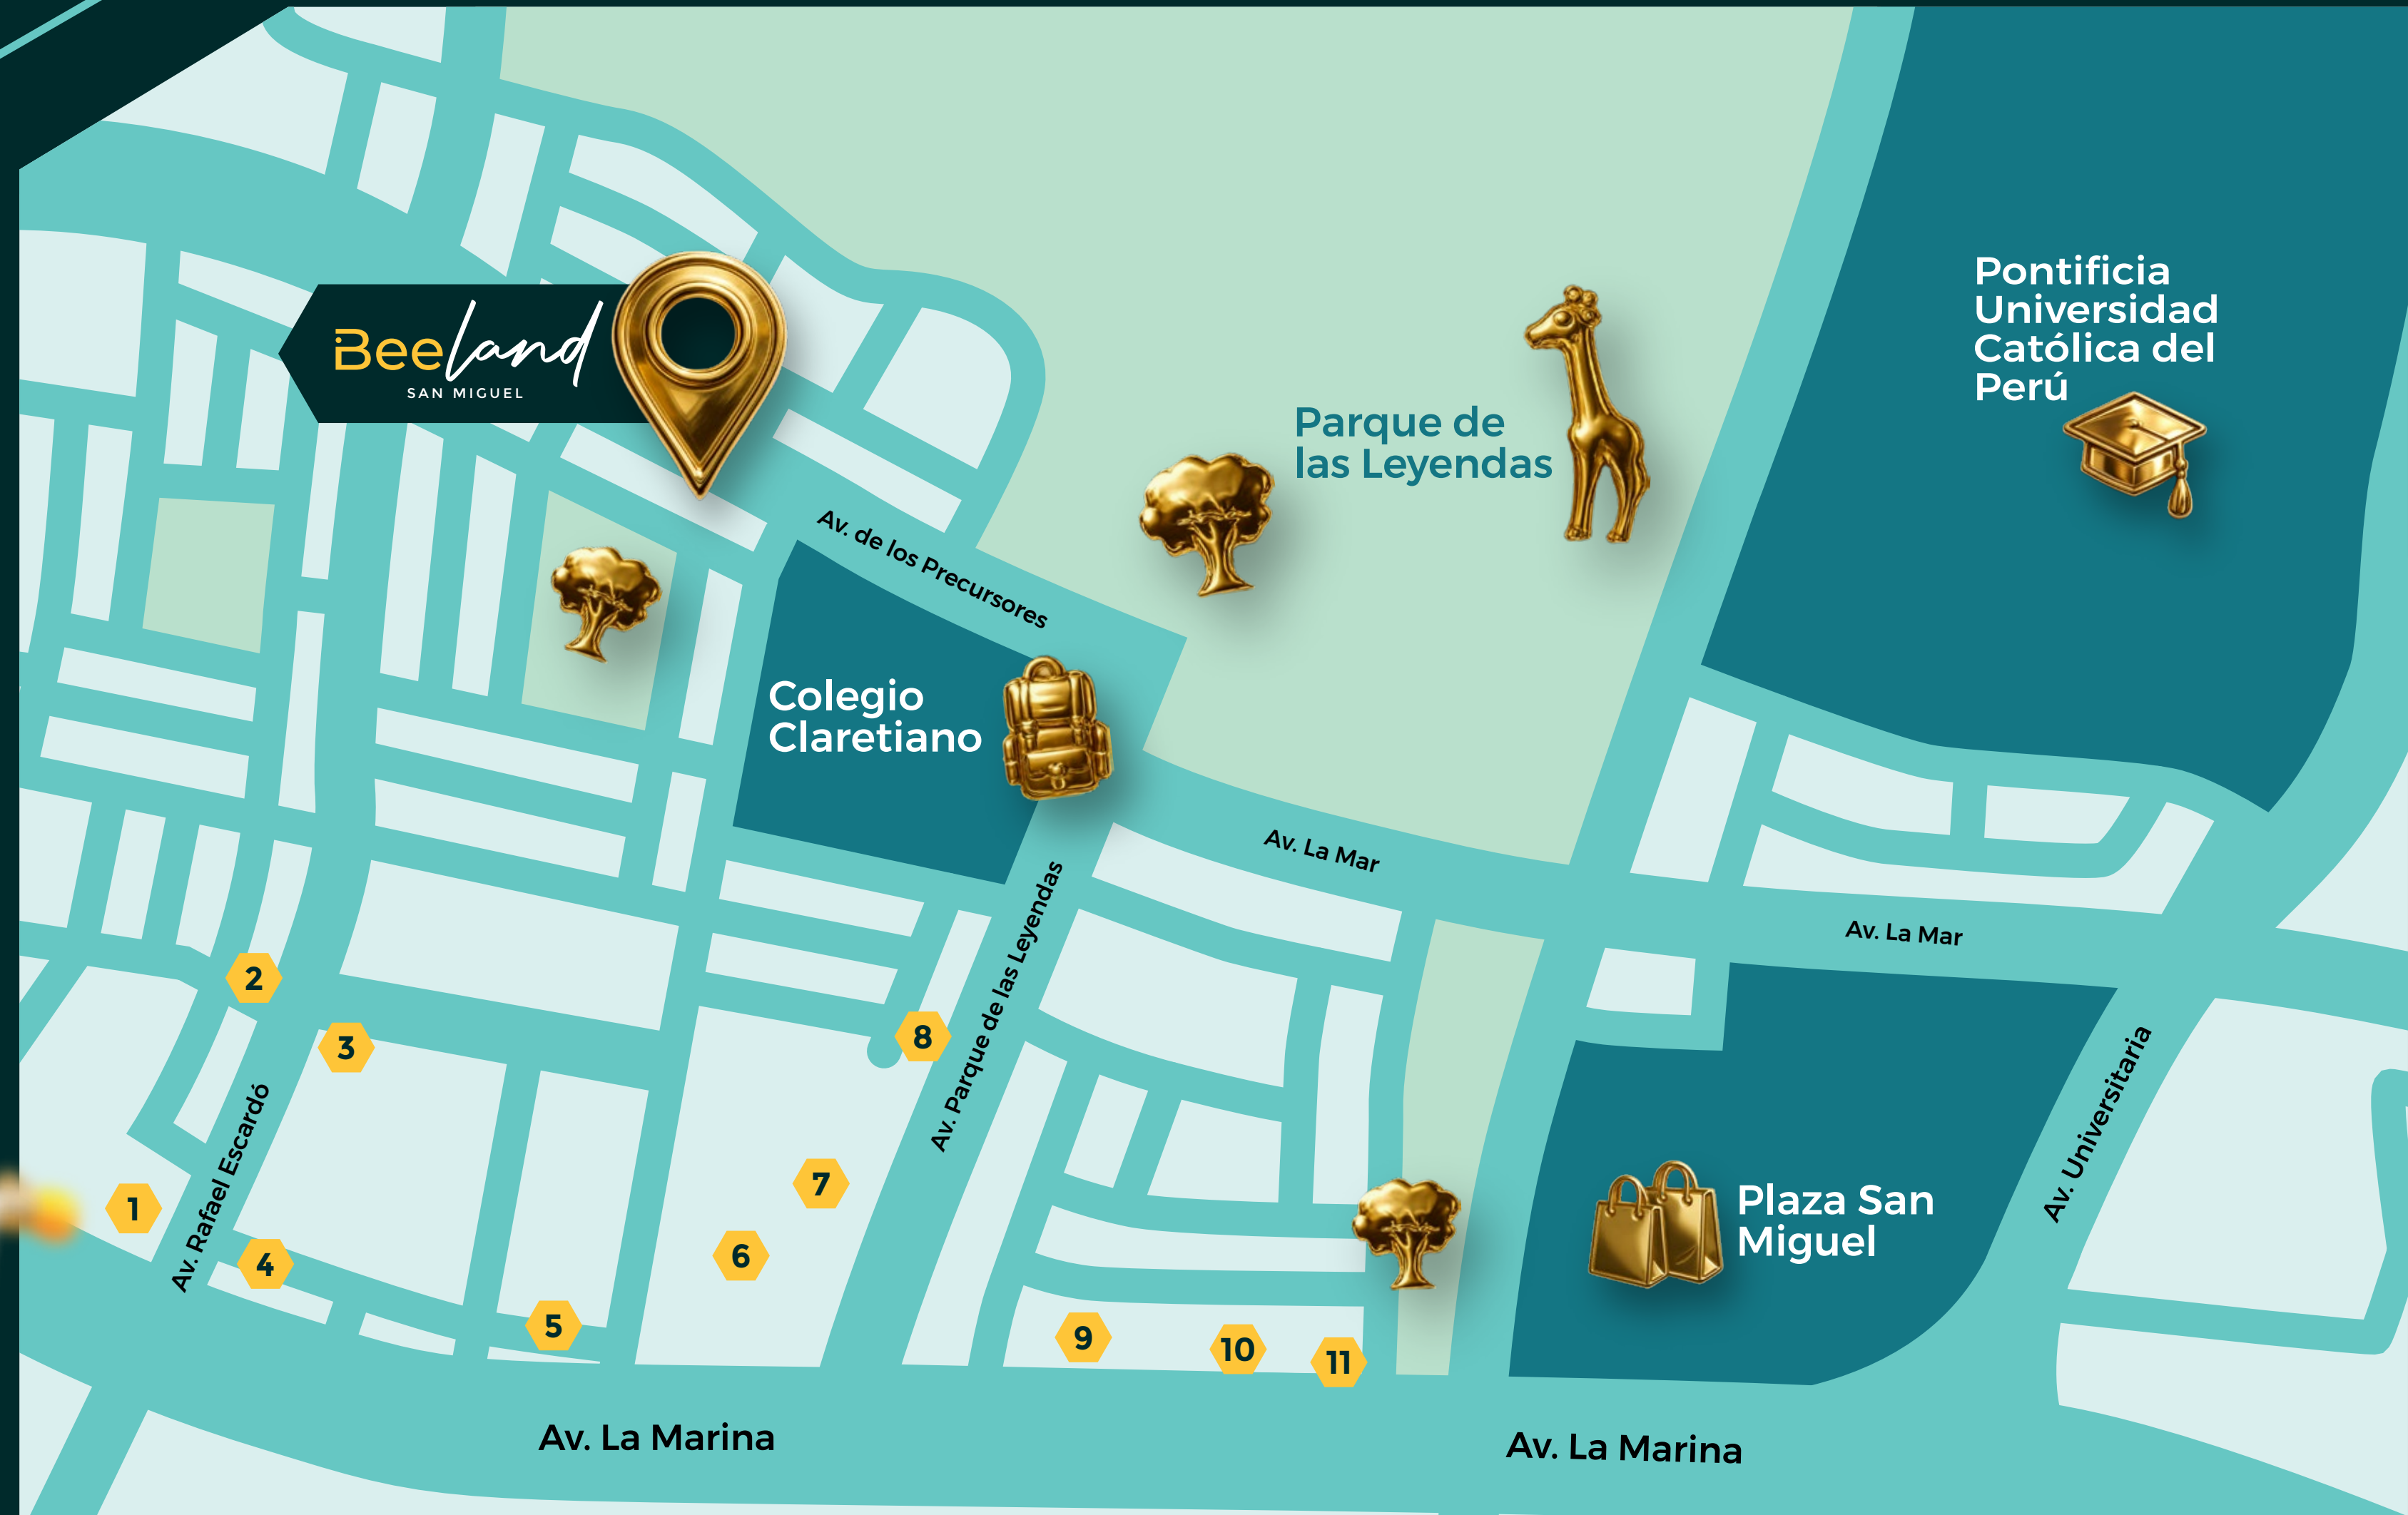 Beeland
SAN MIGUEL
Pontificia
Universidad
Católica del
Perú
Parque de
las Leyendas
Av. de los Precursores
Colegio
Claretiano
Av. La Mar
Av. La Mar
Av. Parque de las Leyendas
2
3
8
Av. Rafael Escardó
Av. Universitaria
1
7
4
6
Plaza San
Miguel
5
9
10
11
Av. La Marina
Av. La Marina